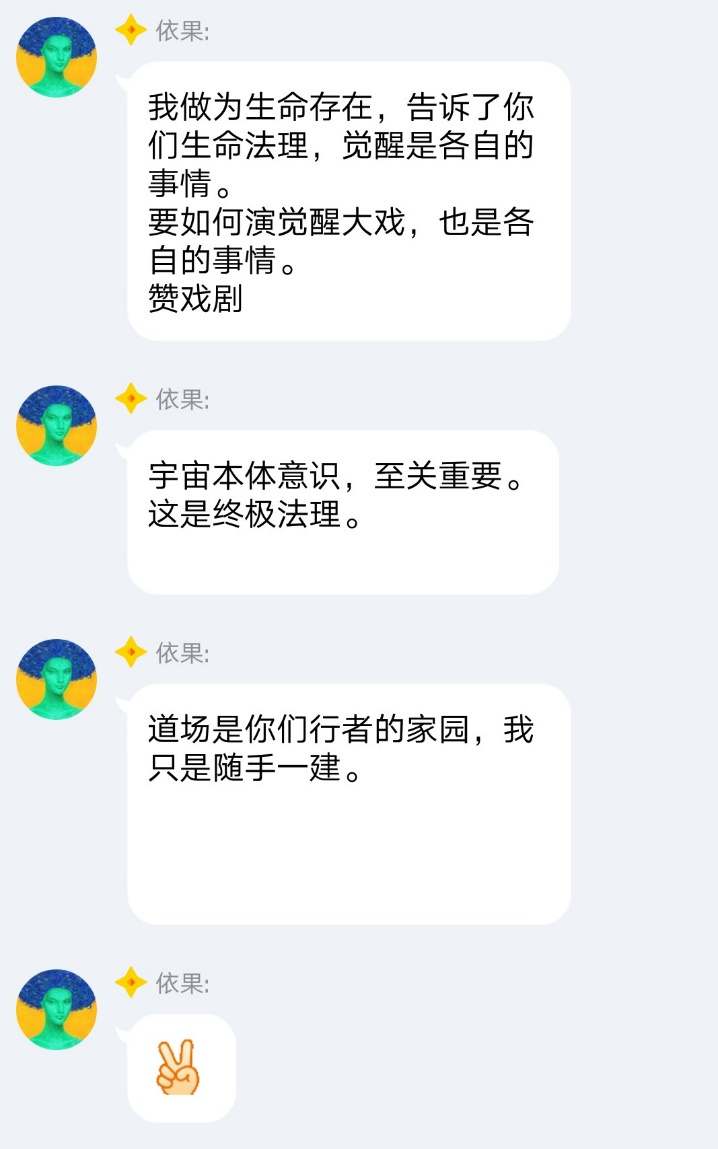 依果:
我做为生命存在，告诉了你
们生命法理，觉醒是各自的
事情。
要如何演觉醒大戏，也是各
自的事情。
赞戏剧
依果:
宇宙本体意识，至关重要。
这是终极法理。
依果:
道场是你们行者的家园，我
只是随手一建。
依果: